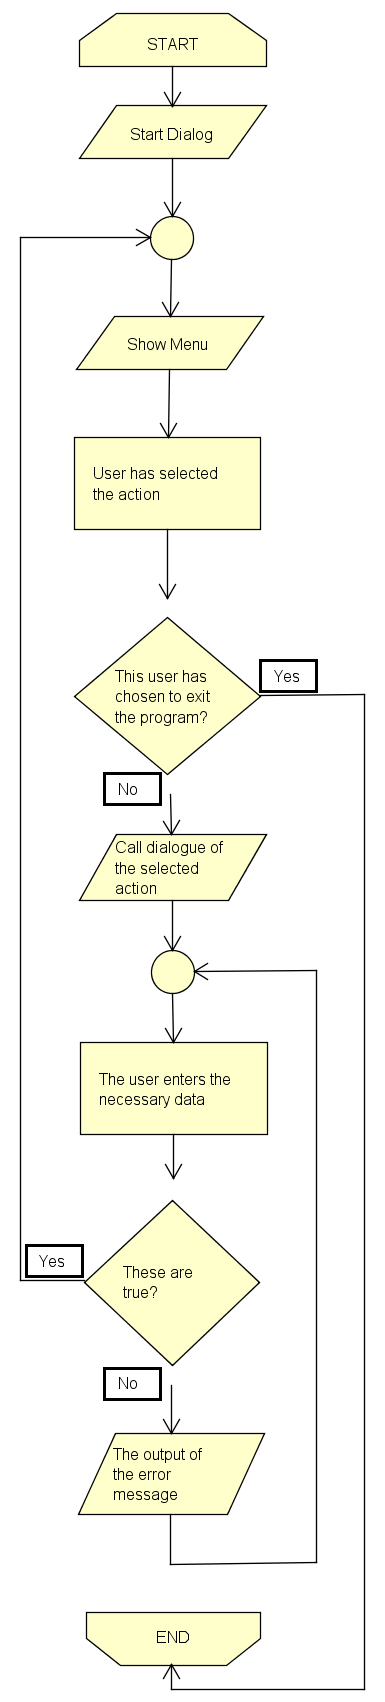 START
Start Dialog
Show Menu
User has selected
the action
This user has
chosen to exit
the program?
Yes
No
Call dialogue of
the selected
action
The user enters the
necessary data
Yes
These are
true?
No
The output of
the error
message
END